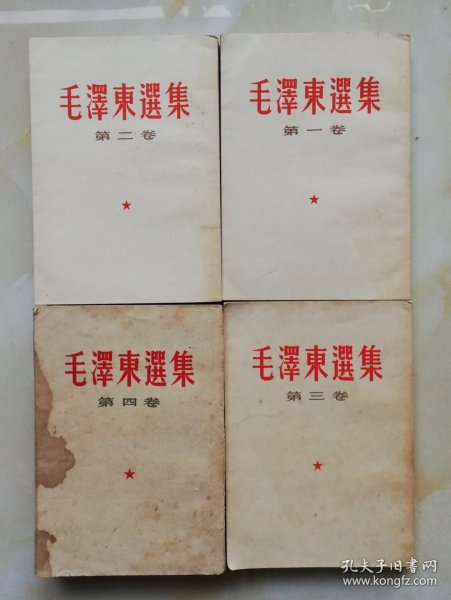 毛澤東選集
第二卷
毛澤東選集
第一卷
毛澤東選集
第四卷
毛澤東選集
第三卷
孔夫子旧书网
www.kongfz.com